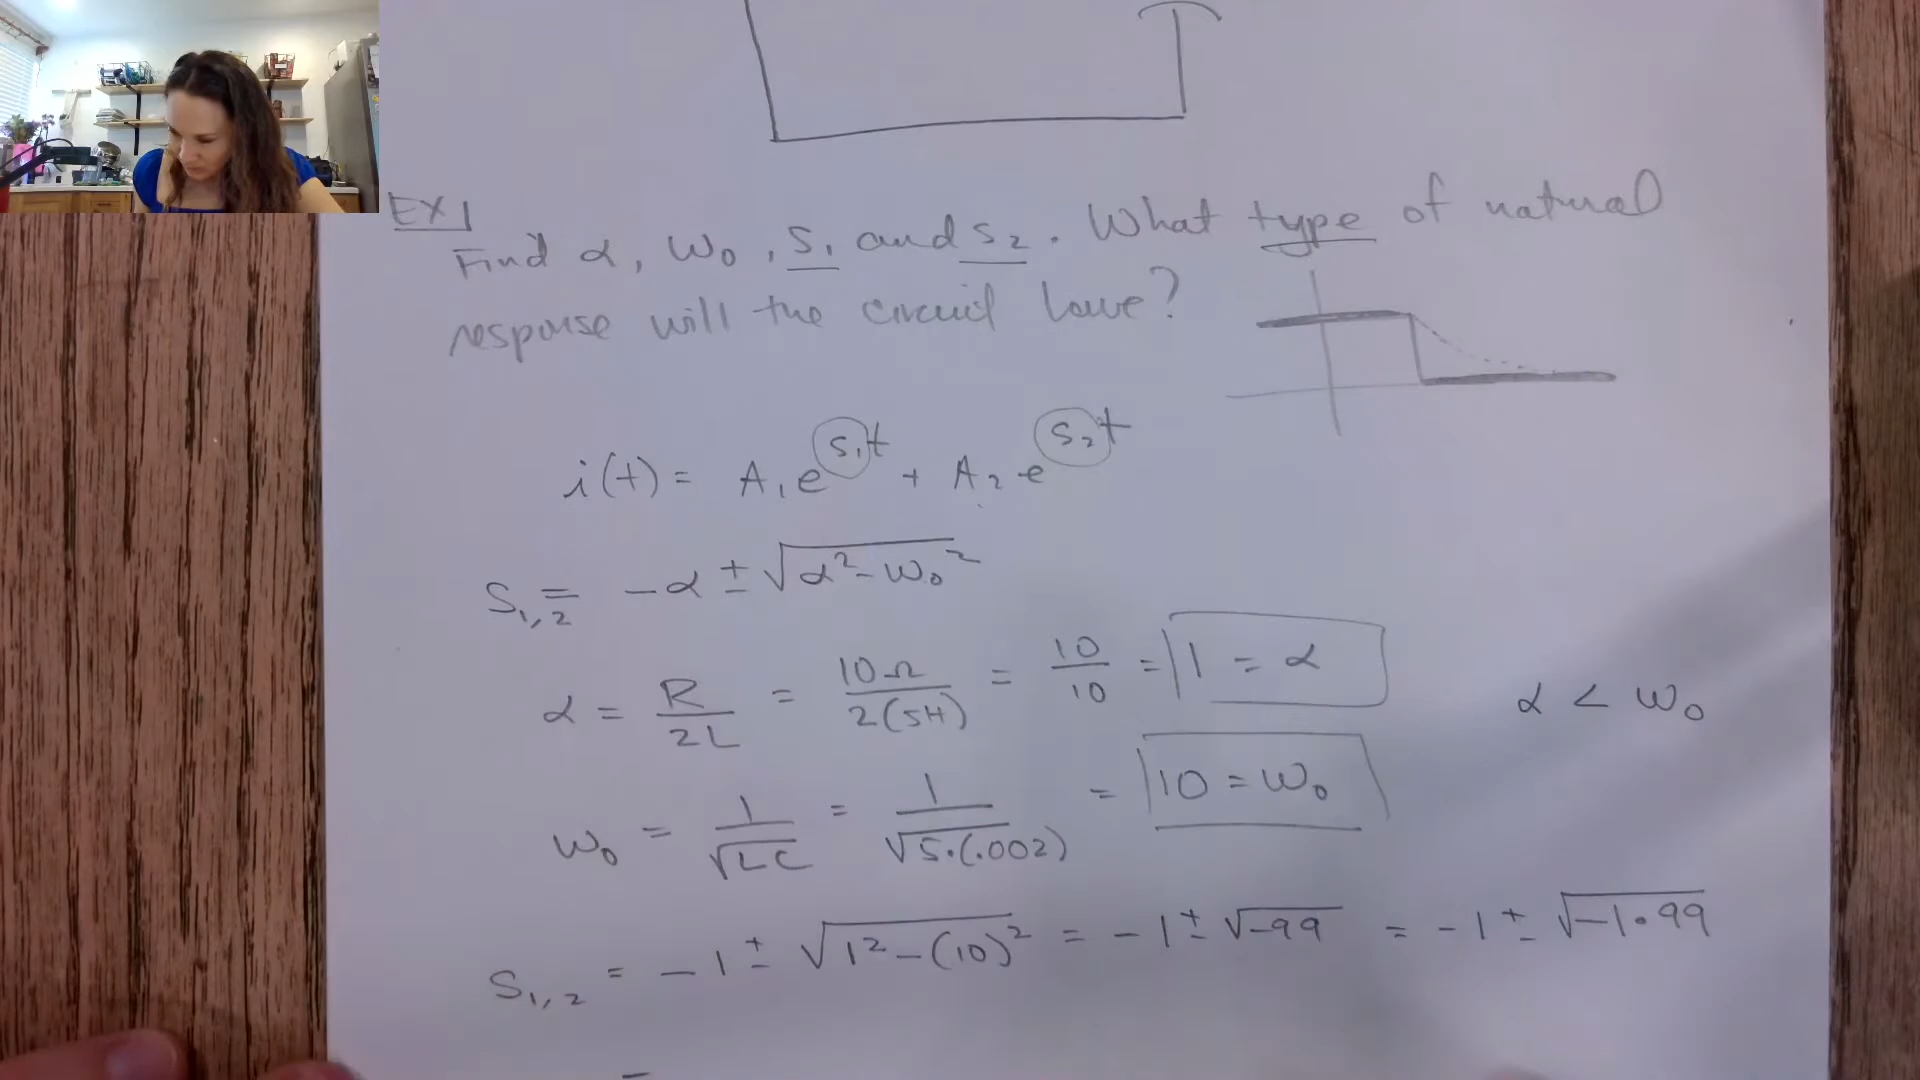 EX 1
Find α, ω₀, s₁ and s₂. What type of natural
response will the circuit have?
i(t) = A₁e^(s₁t) + A₂e^(s₂t)
S₁,₂ = -α ± √(α² - ω₀²)
α = R/2L = 10Ω/2(5H) = 10/10 = 1 = α
α < ω₀
ω₀ = 1/√LC = 1/√5·(.002) = 10 = ω₀
S₁,₂ = -1 ± √(1² - (10)²) = -1 ± √-99 = -1 ± √-1·99